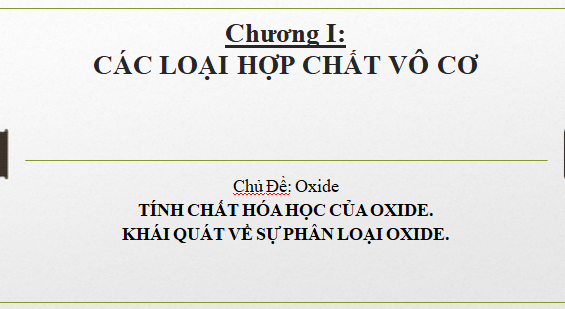 Chương I:
CÁC LOẠI HỢP CHẤT VÔ CƠ
Chủ Đề: Oxide
TÍNH CHẤT HÓA HỌC CỦA OXIDE.
KHÁI QUÁT VỀ SỰ PHÂN LOẠI OXIDE.